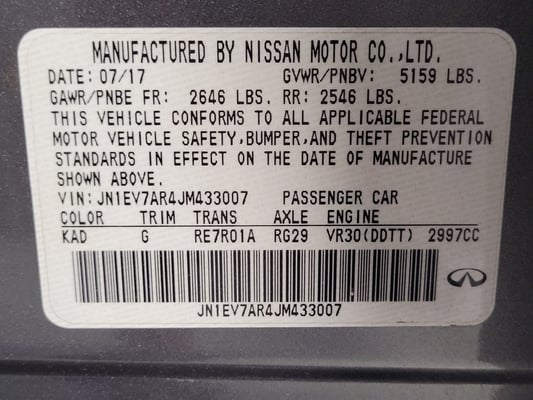 MANUFACTURED BY NISSAN MOTOR CO.,LTD.
DATE: 07/17 GVWR/PNBV: 5159 LBS.
GAWR/PNBE FR: 2646 LBS. RR: 2546 LBS.
THIS VEHICLE CONFORMS TO ALL APPLICABLE FEDERAL
MOTOR VEHICLE SAFETY,BUMPER,AND THEFT PREVENTION
STANDARDS IN EFFECT ON THE DATE OF MANUFACTURE
SHOWN ABOVE.
VIN: JN1EV7AR4JM433007 PASSENGER CAR
COLOR TRIM TRANS AXLE ENGINE
KAD G RE7R01A RG29 VR30(DDTT) 2997CC
JN1EV7AR4JM433007